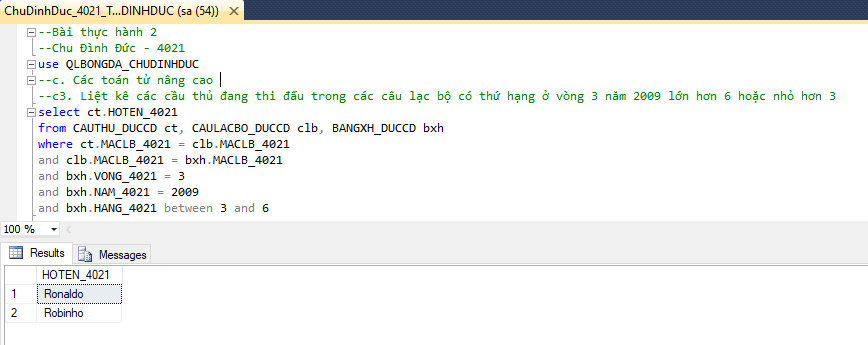 ChuDinhDuc_4021_T...DINHDUC (sa (54))
--Bài thực hành 2
--Chu Đình Đức - 4021
use QLBONGDA_CHUDINHDUC
--c. Các toán tử nâng cao
--c3. Liệt kê các cầu thủ đang thi đấu trong các câu lạc bộ có thứ hạng ở vòng 3 năm 2009 lớn hơn 6 hoặc nhỏ hơn 3
select ct.HOTEN_4021
from CAUTHU_DUCCD ct, CAULACBO_DUCCD clb, BANGXH_DUCCD bxh
where ct.MACLB_4021 = clb.MACLB_4021
and clb.MACLB_4021 = bxh.MACLB_4021
and bxh.VONG_4021 = 3
and bxh.NAM_4021 = 2009
and bxh.HANG_4021 between 3 and 6
100 %
Results Messages
HOTEN_4021
1 Ronaldo
2 Robinho